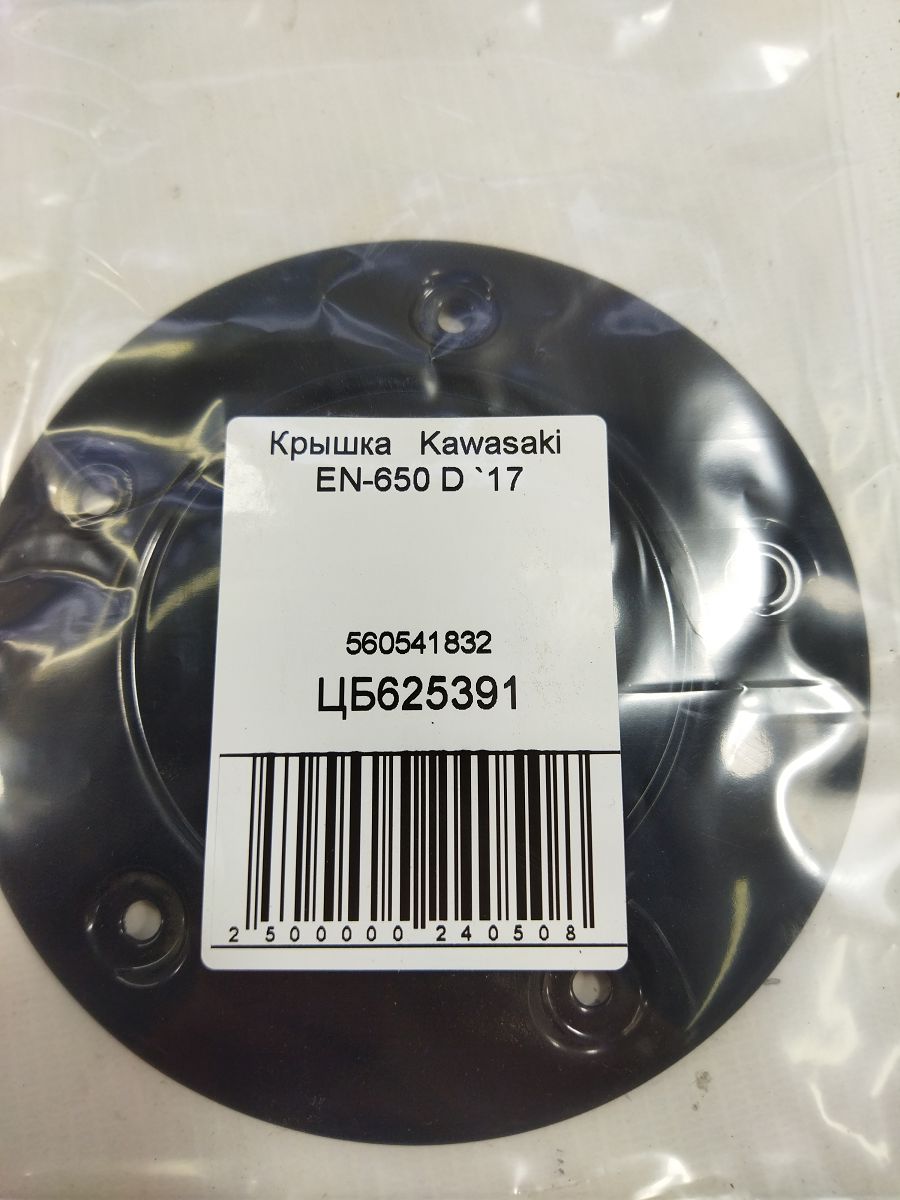 Крышка Kawasaki
EN-650 D `17
560541832
ЦБ625391
2 500000 240508